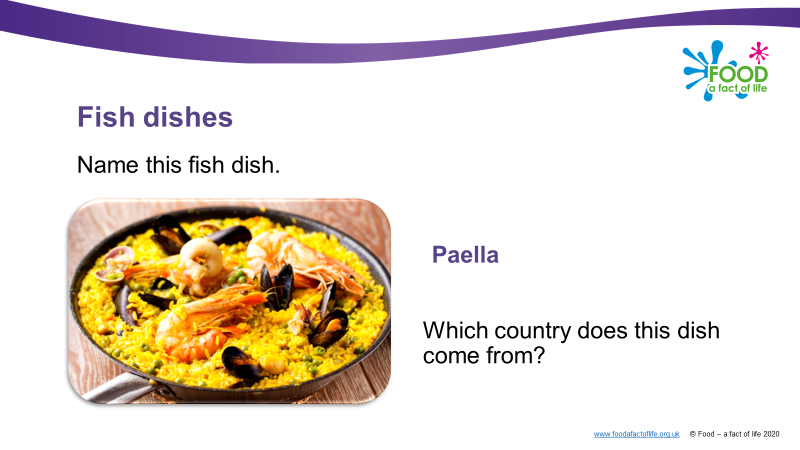 FOOD
a fact of life
Fish dishes
Name this fish dish.
Paella
Which country does this dish
come from?
www.foodafactoflife.org.uk © Food – a fact of life 2020